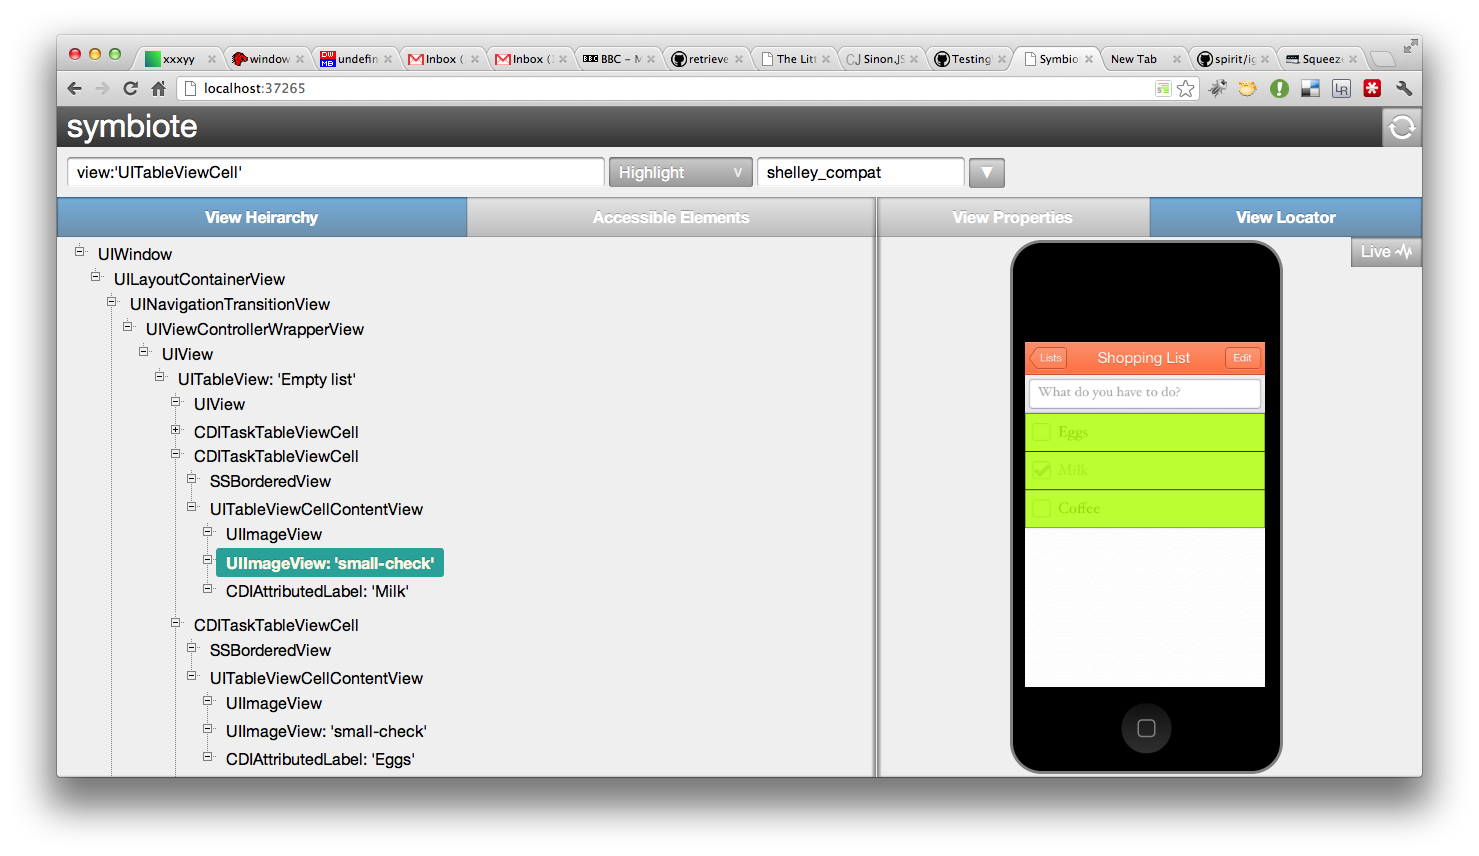 xxxyy window undefin Inbox ( Inbox (1 BBC – M retrieve The Litt CJ Sinon.JS Testing Symbio New Tab spirit/ig Squeez
localhost:37265
symbiote
view:'UITableViewCell' Highlight v shelley_compat ▼
View Heirarchy Accessible Elements View Properties View Locator
Live
UIWindow
UILayoutContainerView
UINavigationTransitionView
UIViewControllerWrapperView
UIView
UITableView: 'Empty list'
UIView
CDITaskTableViewCell
CDITaskTableViewCell
SSBorderedView
UITableViewCellContentView
UIImageView
UIImageView: 'small-check'
CDIAttributedLabel: 'Milk'
CDITaskTableViewCell
SSBorderedView
UITableViewCellContentView
UIImageView
UIImageView: 'small-check'
CDIAttributedLabel: 'Eggs'
Lists Shopping List Edit
What do you have to do?
Eggs
Milk
Coffee